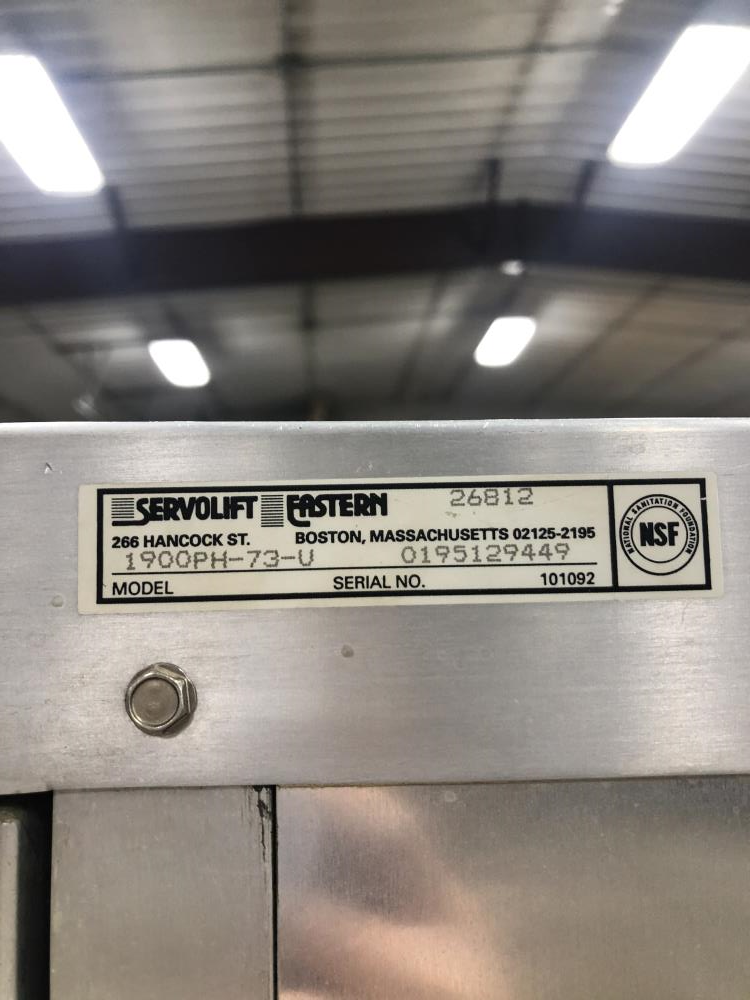 SERVOLIFT EASTERN 26812
266 HANCOCK ST. BOSTON, MASSACHUSETTS 02125-2195
1900PH-73-U 0195129449
MODEL SERIAL NO. 101092
NATIONAL SANITATION FOUNDATION
NSF